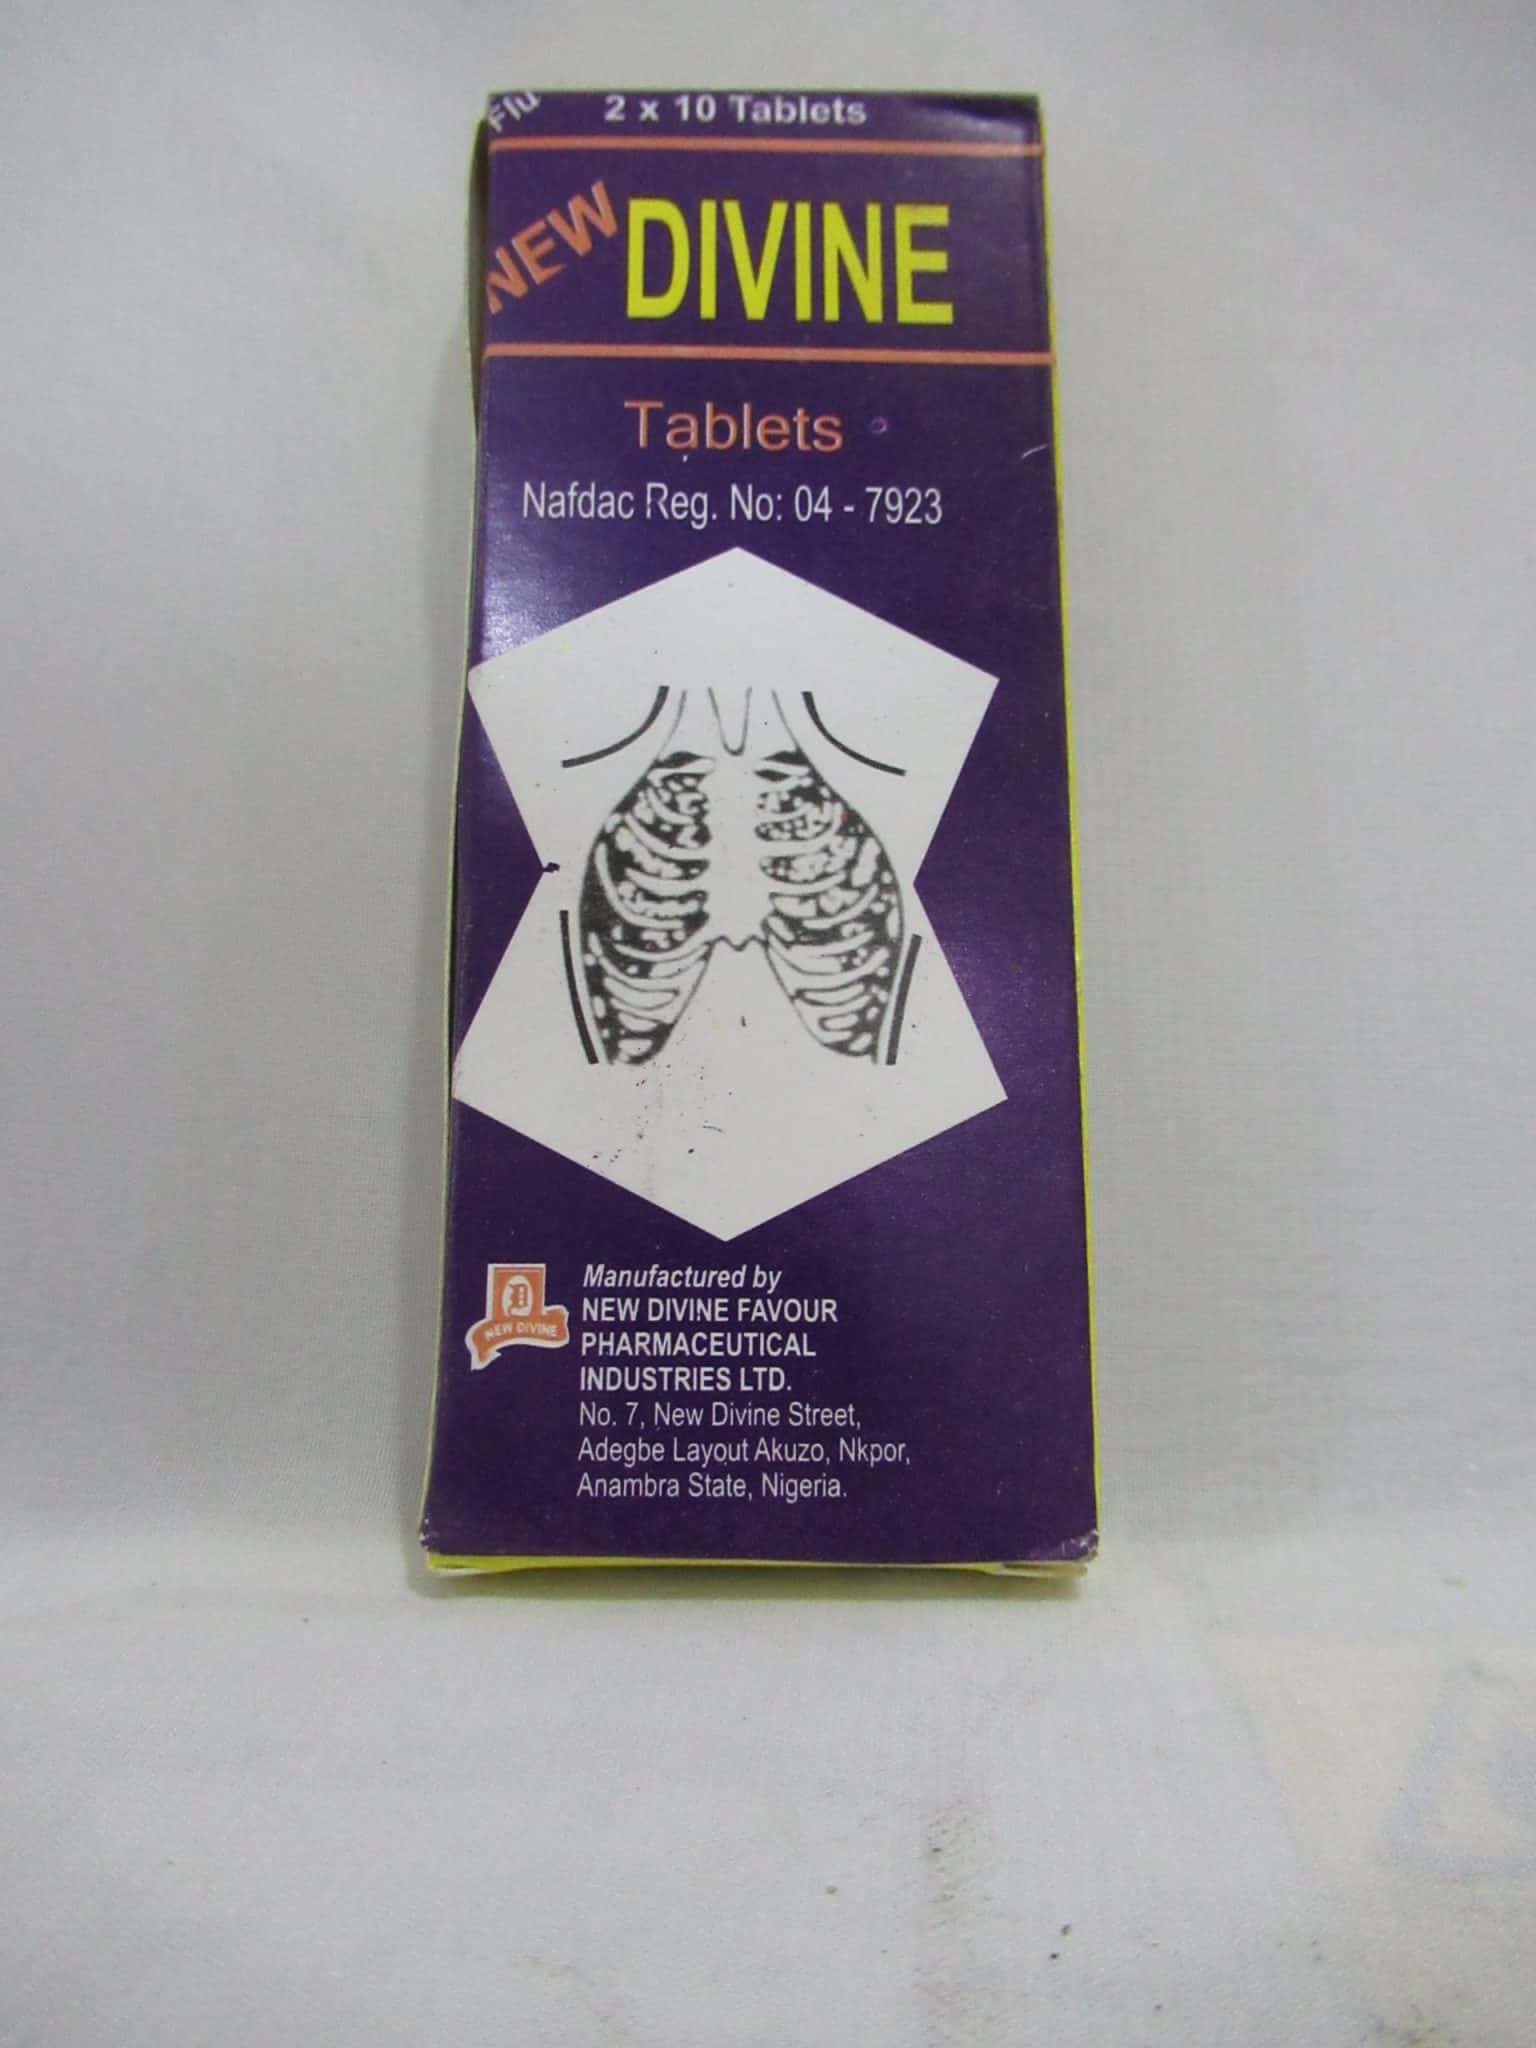 Flu
2 x 10 Tablets
NEW DIVINE
Tablets
Nafdac Reg. No: 04 - 7923
D
NEW DIVINE
Manufactured by
NEW DIVINE FAVOUR
PHARMACEUTICAL
INDUSTRIES LTD.
No. 7, New Divine Street,
Adegbe Layout Akuzo, Nkpor,
Anambra State, Nigeria.